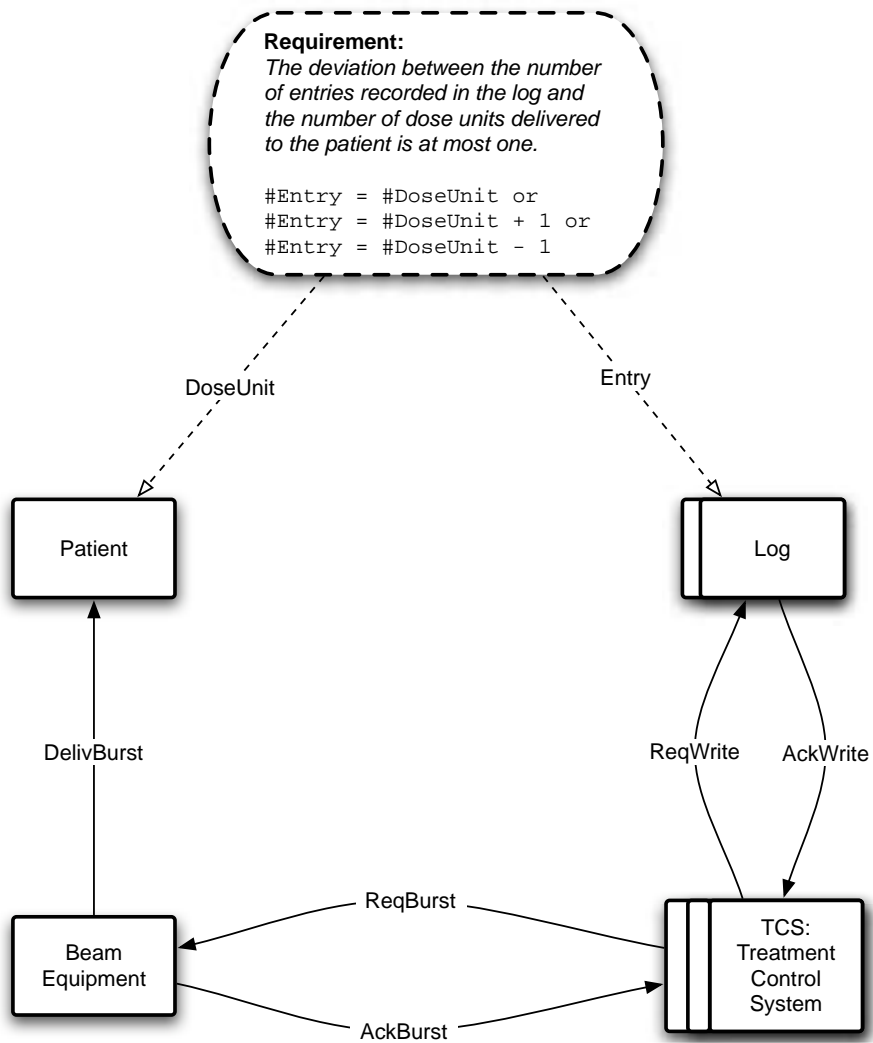 Requirement:
The deviation between the number
of entries recorded in the log and
the number of dose units delivered
to the patient is at most one.
#Entry = #DoseUnit or
#Entry = #DoseUnit + 1 or
#Entry = #DoseUnit - 1
DoseUnit
Entry
Patient
Log
DelivBurst
ReqWrite
AckWrite
ReqBurst
Beam
Equipment
TCS:
Treatment
Control
System
AckBurst